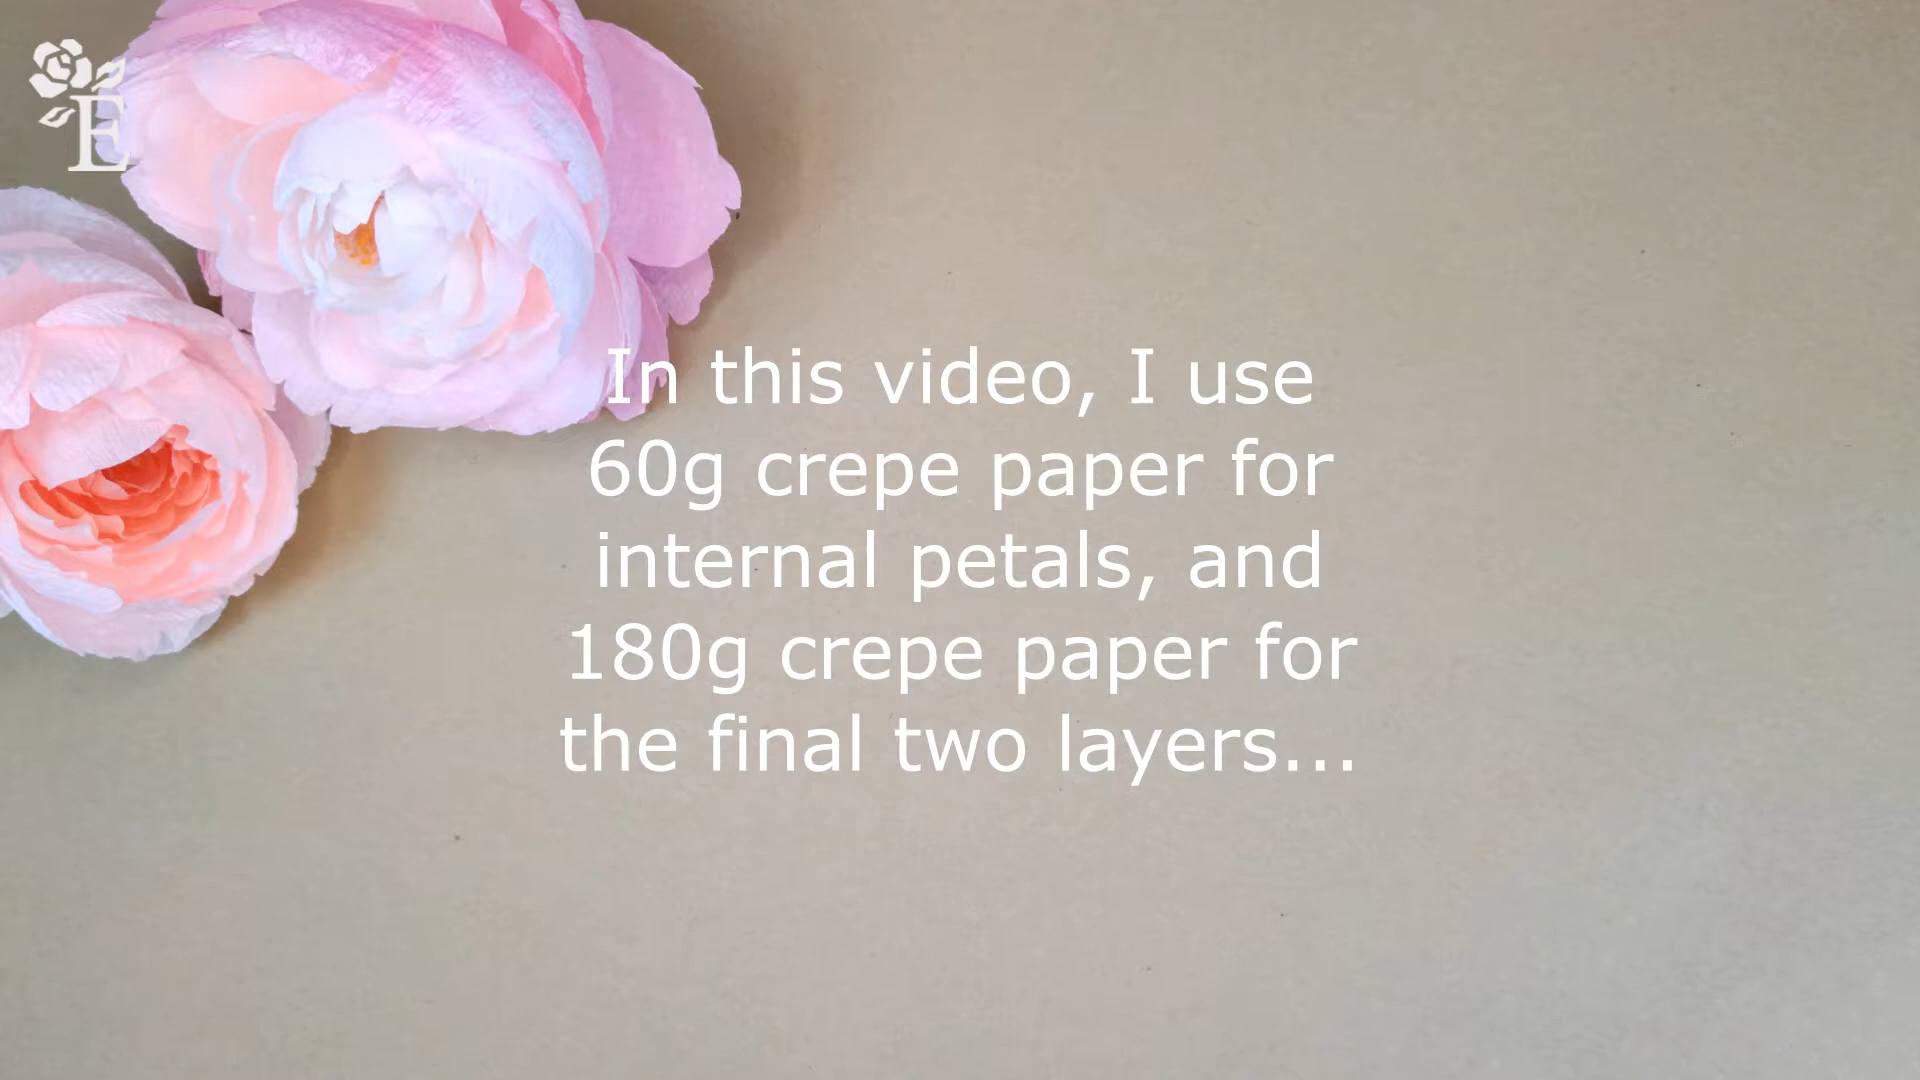 E
In this video, I use
60g crepe paper for
internal petals, and
180g crepe paper for
the final two layers...